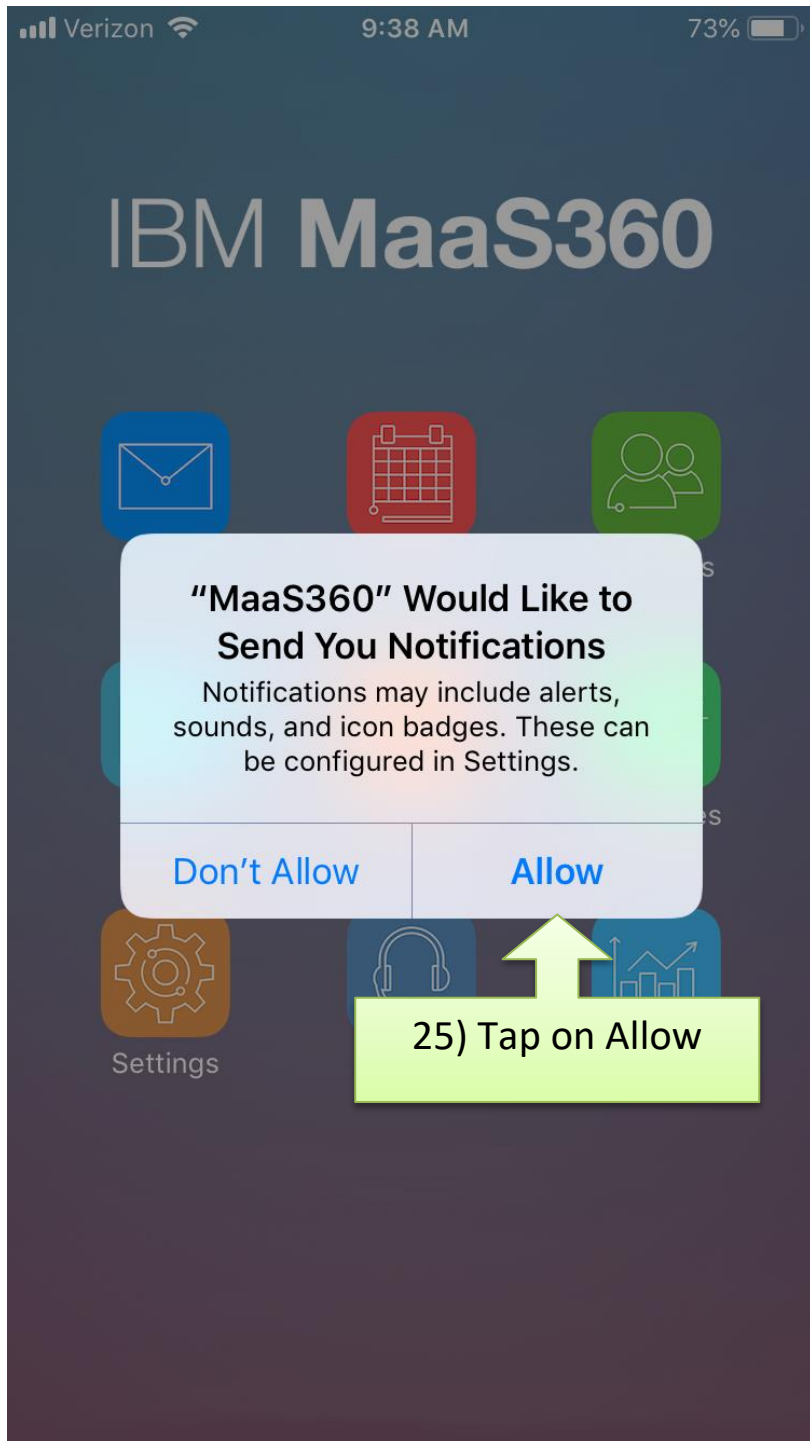 Verizon 9:38 AM 73%
IBM MaaS360
s
“MaaS360” Would Like to
Send You Notifications
Notifications may include alerts,
sounds, and icon badges. These can
be configured in Settings.
es
Don’t Allow Allow
25) Tap on Allow
Settings